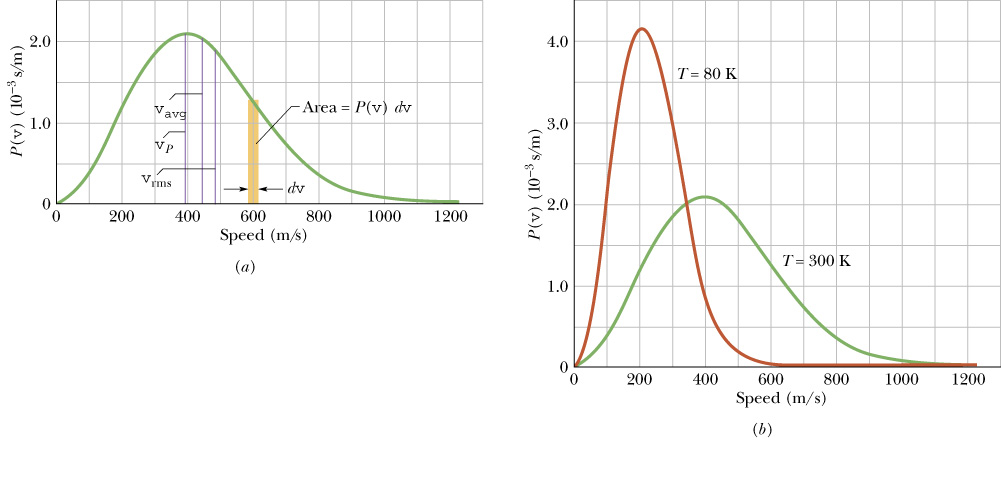 2.0
1.0
0
P(v) (10⁻³ s/m)
v_avg
v_P
v_rms
Area = P(v) dv
dv
0 200 400 600 800 1000 1200
Speed (m/s)
(a)
4.0
3.0
2.0
1.0
0
P(v) (10⁻³ s/m)
T = 80 K
T = 300 K
0 200 400 600 800 1000 1200
Speed (m/s)
(b)